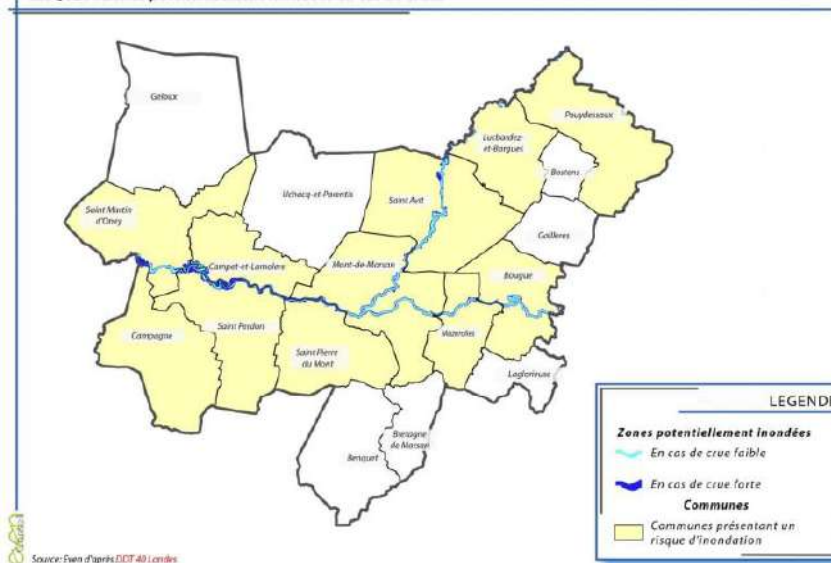 Geloux
Pouydesseaux
Lucbardez-
et-Bargues
Bostens
Uchacq-et-Parentis
Saint Avit
Saint Martin
d'Oney
Gaillères
Campet-et-Lamolère
Mont-de-Marsan
Bougue
Campagne
Saint Perdon
Saint Pierre
du Mont
Mazerolles
Laglorieuse
Bretagne
de Marsan
Benquet
LEGENDE
Zones potentiellement inondées
En cas de crue faible
En cas de crue forte
Communes
Communes présentant un
risque d'inondation
Source: Even d'après DDT 40 Landes